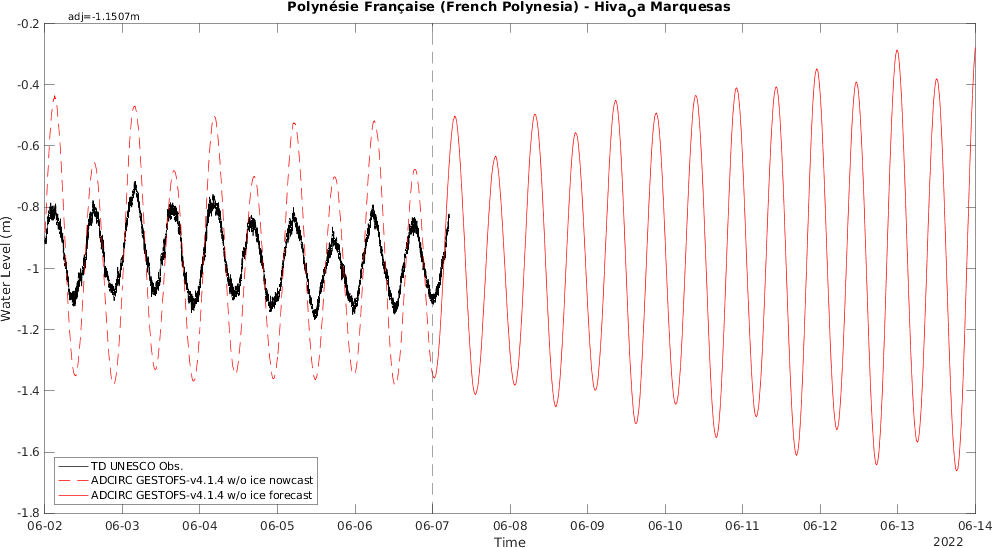 Polynésie Française (French Polynesia) - Hiva_Oa Marquesas
adj=-1.1507m
-0.2
-0.4
-0.6
-0.8
-1
-1.2
-1.4
-1.6
-1.8
Water Level (m)
TD UNESCO Obs.
ADCIRC GESTOFS-v4.1.4 w/o ice nowcast
ADCIRC GESTOFS-v4.1.4 w/o ice forecast
06-02 06-03 06-04 06-05 06-06 06-07 06-08 06-09 06-10 06-11 06-12 06-13 06-14
Time
2022